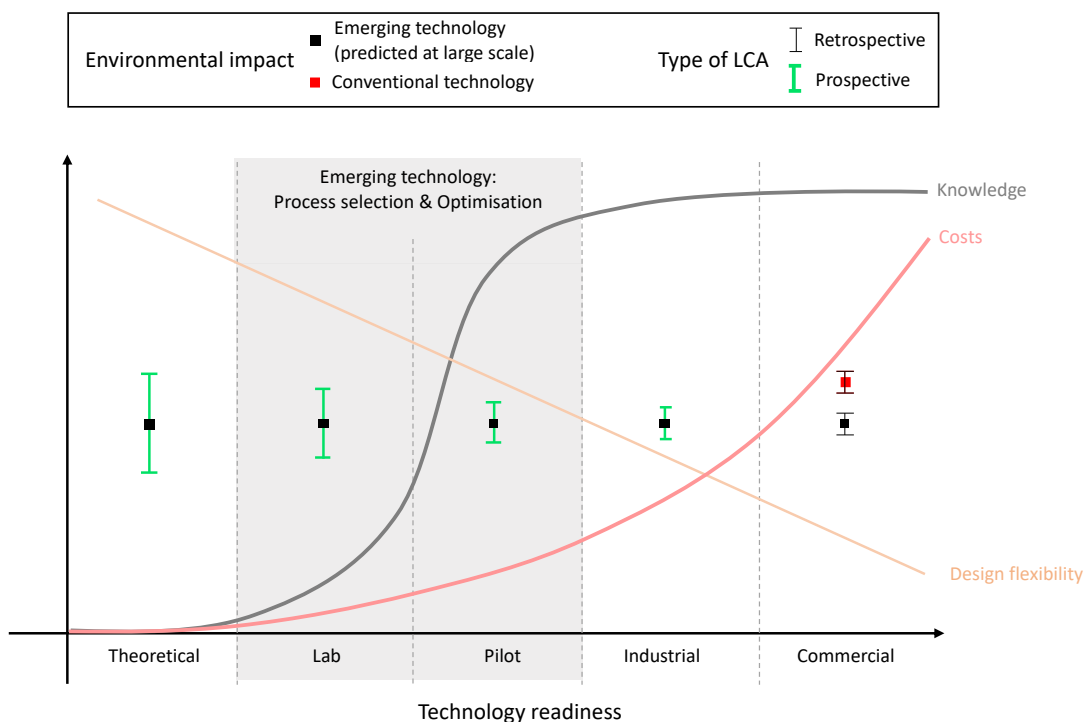 Environmental impact
Emerging technology
(predicted at large scale)
Conventional technology
Type of LCA
Retrospective
Prospective
Emerging technology:
Process selection & Optimisation
Knowledge
Costs
Design flexibility
Theoretical
Lab
Pilot
Industrial
Commercial
Technology readiness